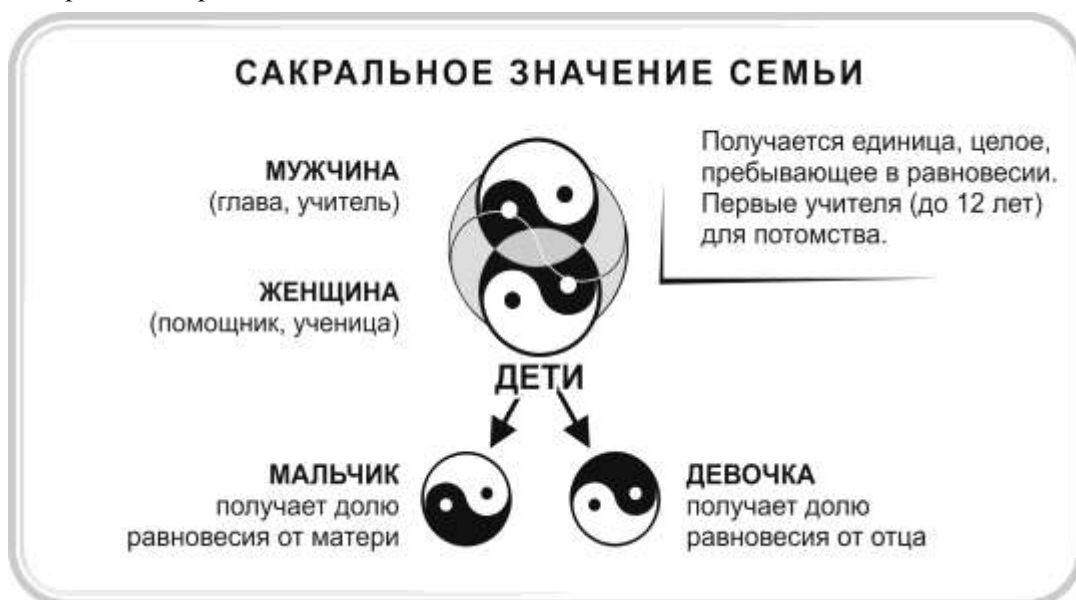 САКРАЛЬНОЕ ЗНАЧЕНИЕ СЕМЬИ
МУЖЧИНА
(глава, учитель)
Получается единица, целое,
пребывающее в равновесии.
Первые учителя (до 12 лет)
для потомства.
ЖЕНЩИНА
(помощник, ученица)
ДЕТИ
МАЛЬЧИК
получает долю
равновесия от матери
ДЕВОЧКА
получает долю
равновесия от отца